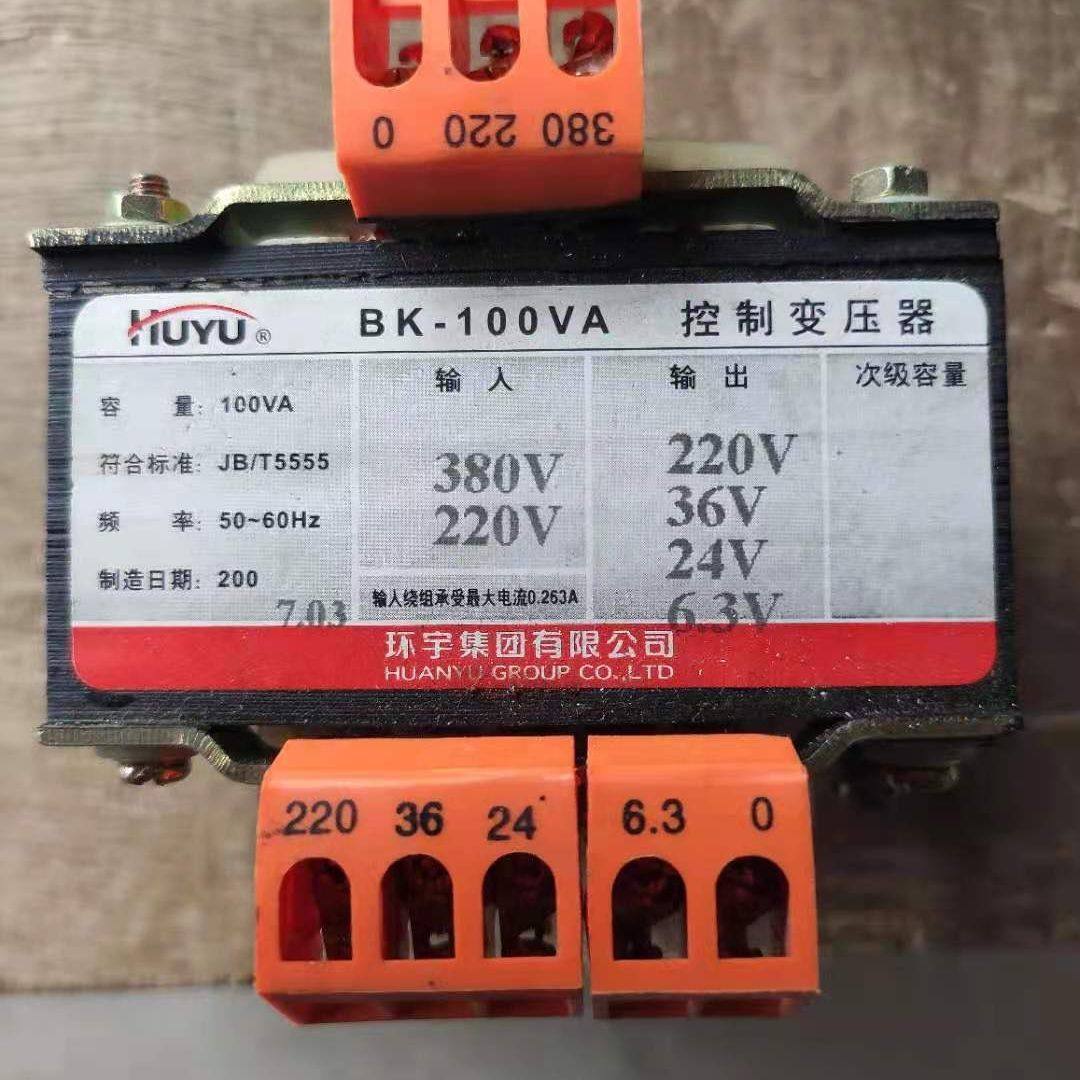 0 220 380
HUYU® BK-100VA 控制变压器
容 量: 100VA
符合标准: JB/T5555
频 率: 50~60Hz
制造日期: 200
7.03
输 入
380V
220V
输入绕组承受最大电流0.263A
输 出
220V
36V
24V
6.3V
次级容量
环宇集团有限公司
HUANYU GROUP CO.,LTD
220 36 24 6.3 0